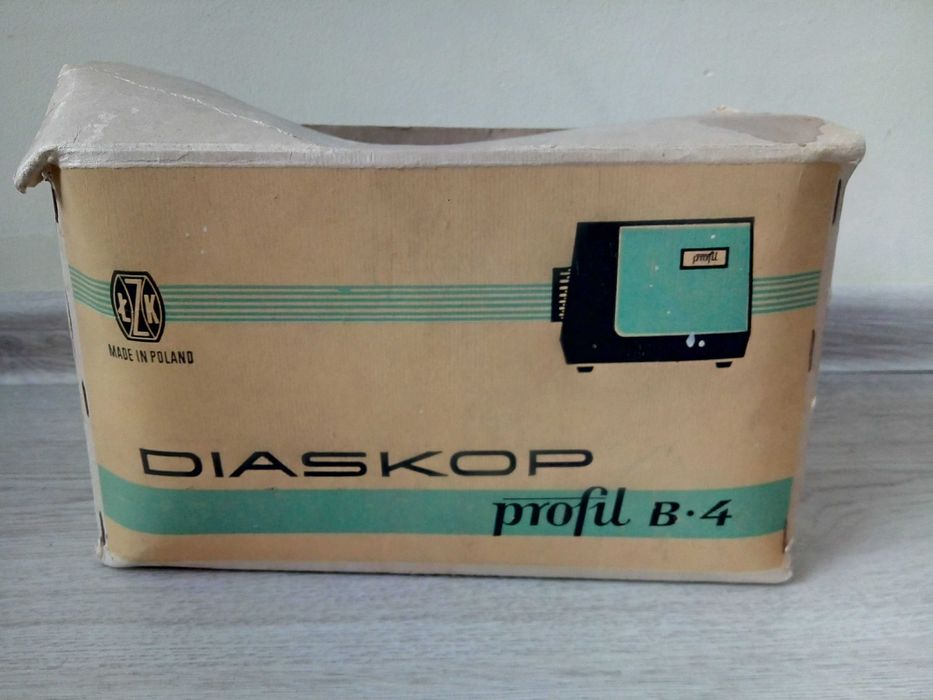 profil
ŁZK
MADE IN POLAND
DIASKOP
profil B·4